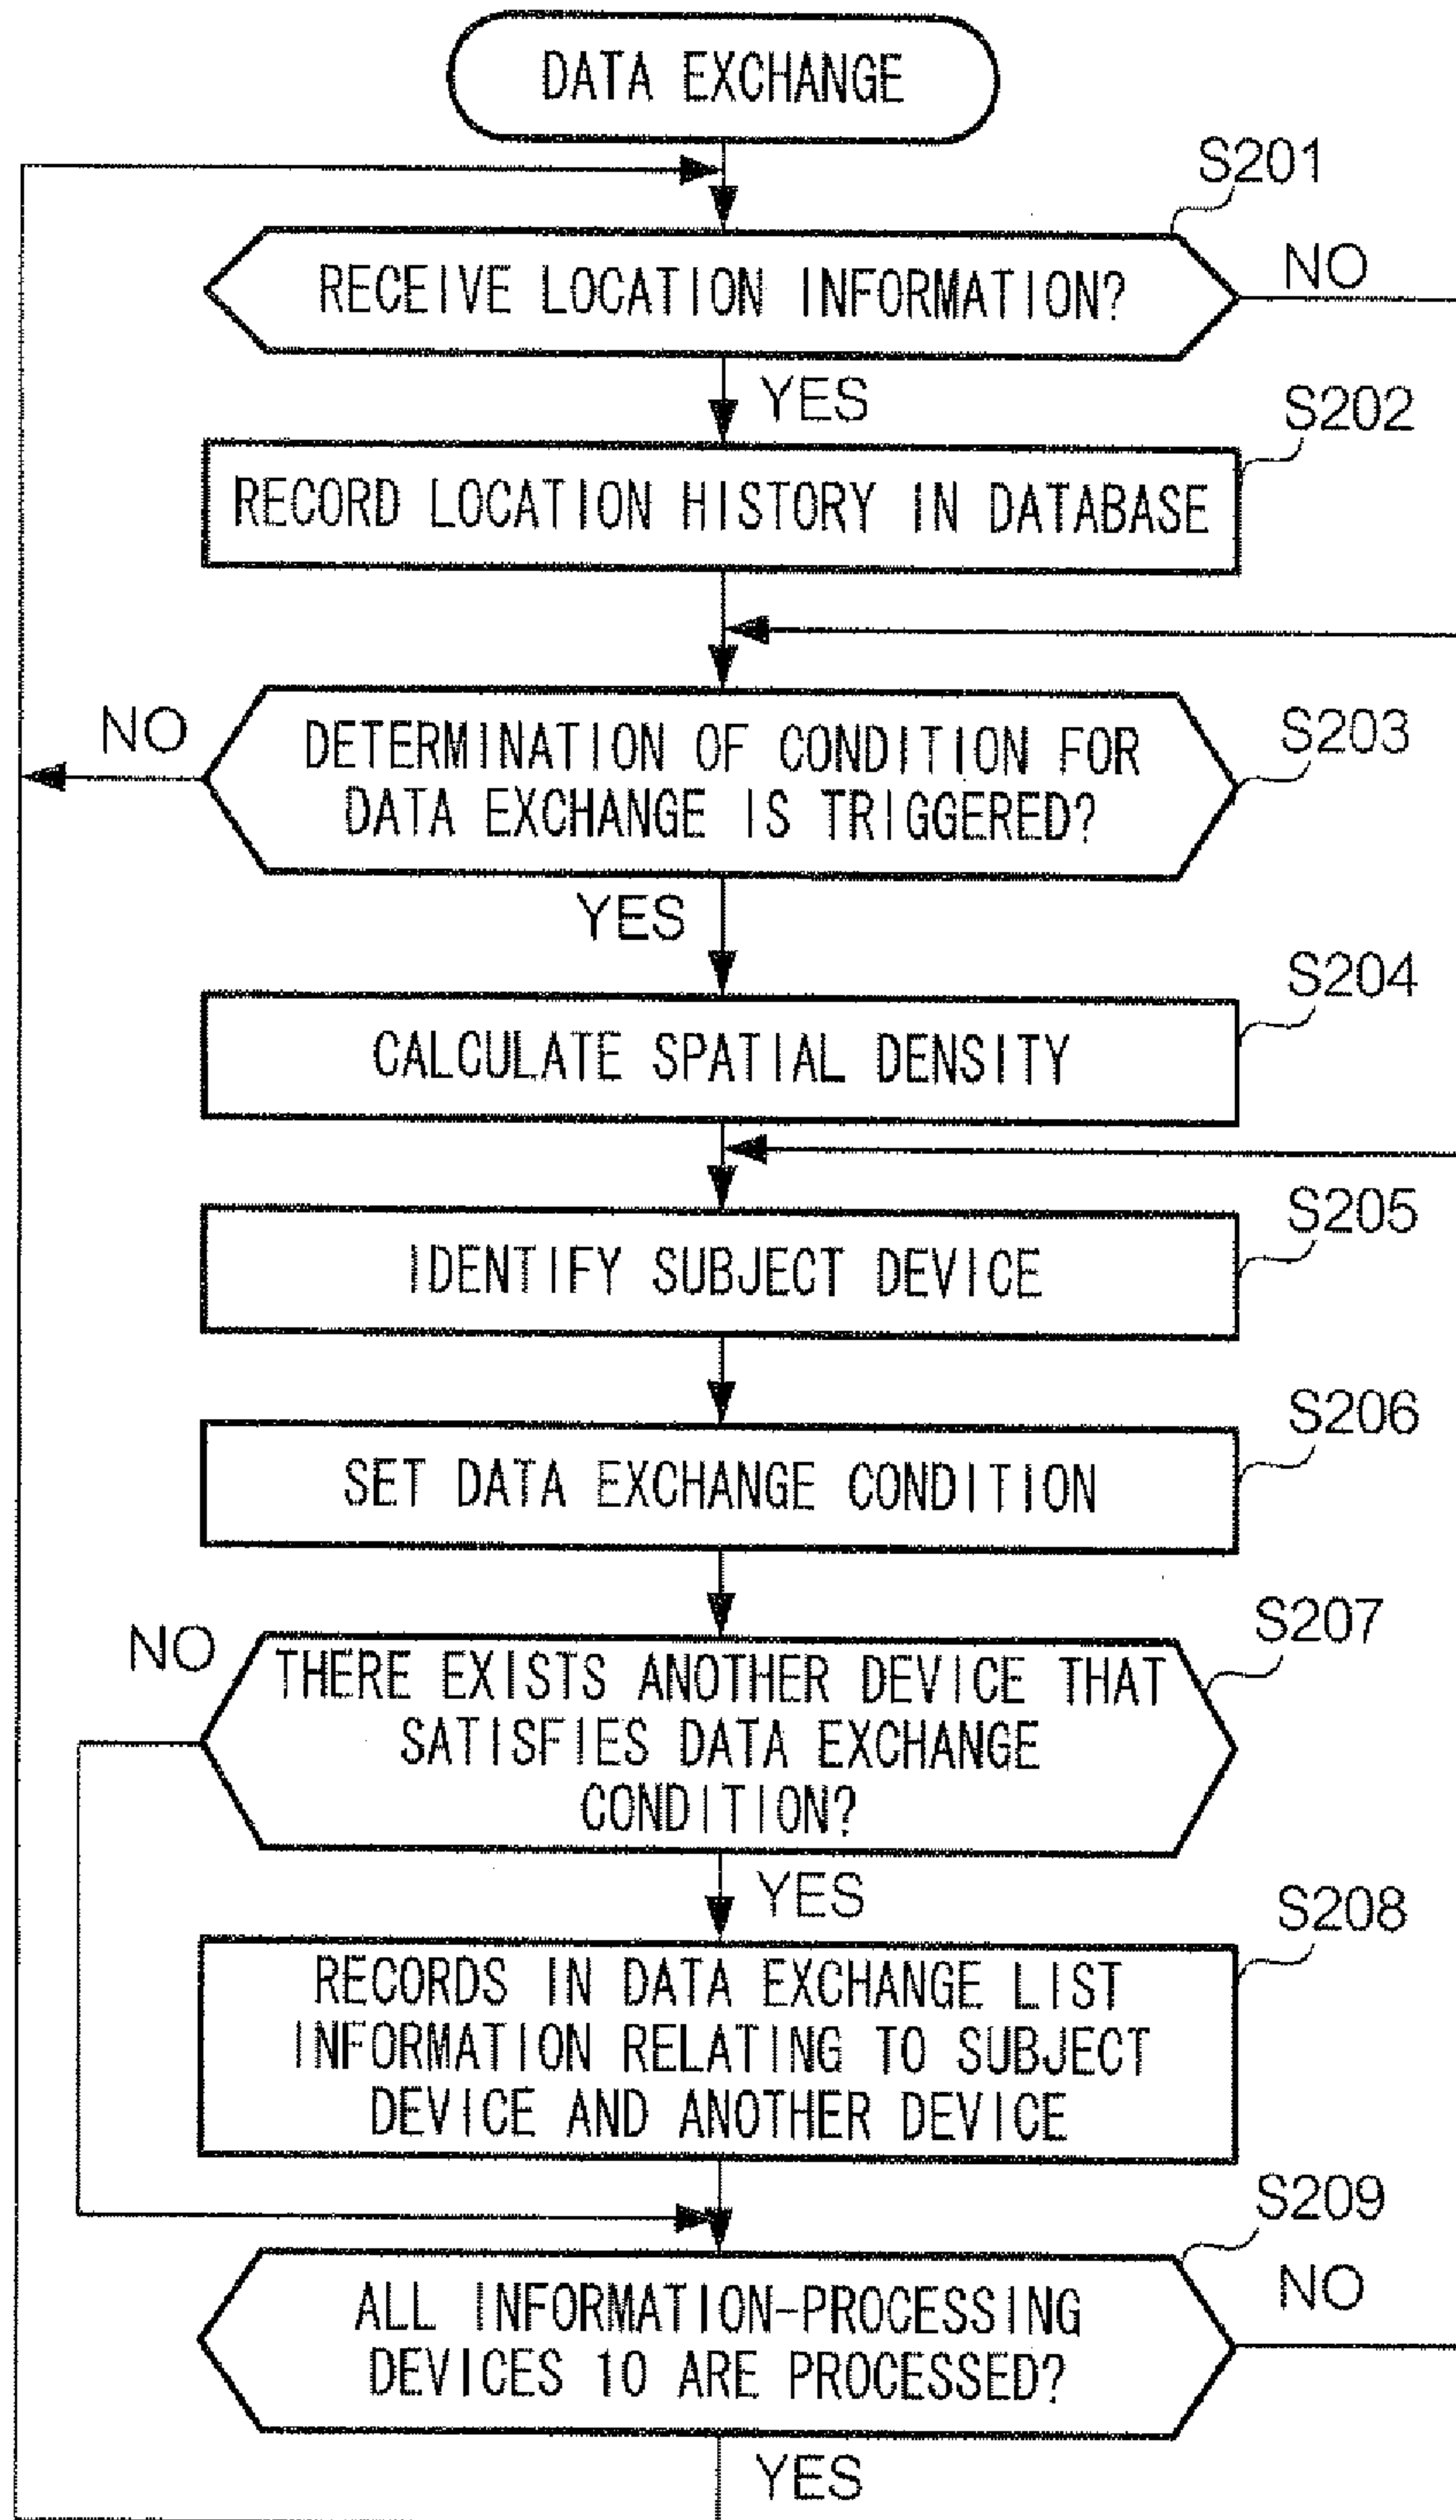 DATA EXCHANGE
S201
RECEIVE LOCATION INFORMATION?
NO
YES
S202
RECORD LOCATION HISTORY IN DATABASE
S203
NO
DETERMINATION OF CONDITION FOR
DATA EXCHANGE IS TRIGGERED?
YES
S204
CALCULATE SPATIAL DENSITY
S205
IDENTIFY SUBJECT DEVICE
S206
SET DATA EXCHANGE CONDITION
S207
NO
THERE EXISTS ANOTHER DEVICE THAT
SATISFIES DATA EXCHANGE
CONDITION?
YES
S208
RECORDS IN DATA EXCHANGE LIST
INFORMATION RELATING TO SUBJECT
DEVICE AND ANOTHER DEVICE
S209
NO
ALL INFORMATION-PROCESSING
DEVICES 10 ARE PROCESSED?
YES